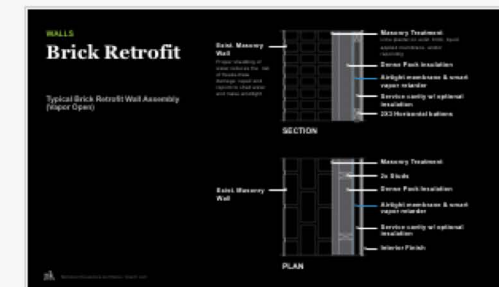 WALLS
Brick Retrofit
Typical Brick Retrofit Wall Assembly
(Vapor Open)
Exist. Masonry
Wall
Masonry Treatment
Dense Pack Insulation
Airtight membrane & smart
vapor retarder
Service cavity w/ optional
insulation
2X3 Horizontal battens
SECTION
Exist. Masonry
Wall
Masonry Treatment
2x Studs
Dense Pack Insulation
Airtight membrane & smart
vapor retarder
Service cavity w/ optional
insulation
Interior Finish
PLAN